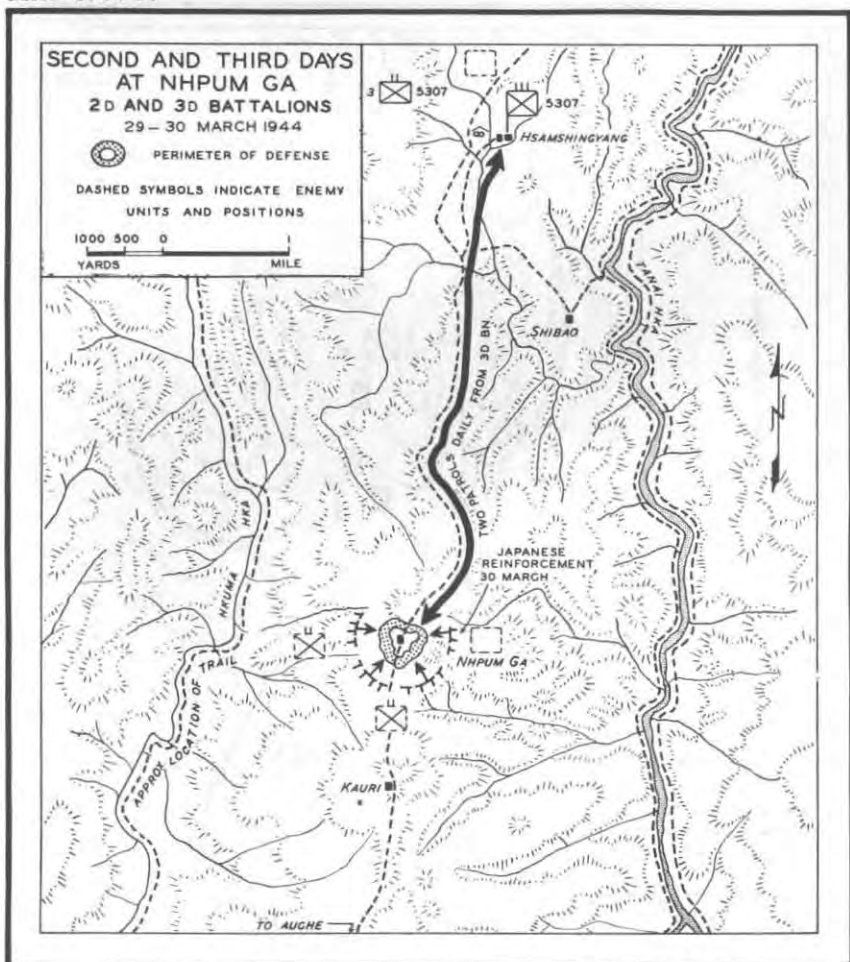 SECOND AND THIRD DAYS
AT NHPUM GA
2D AND 3D BATTALIONS
29–30 MARCH 1944
PERIMETER OF DEFENSE
DASHED SYMBOLS INDICATE ENEMY
UNITS AND POSITIONS
1000 500 0 1
YARDS MILE
3 5307
5307
HSAMSHINGYANG
TANAI HKA
SHIBAO
N
TWO PATROLS DAILY FROM 3D BN
JAPANESE
REINFORCEMENT
30 MARCH
HKUMA HKA
NHPUM GA
APPROX LOCATION OF TRAIL
KAURI
TO AUCHE